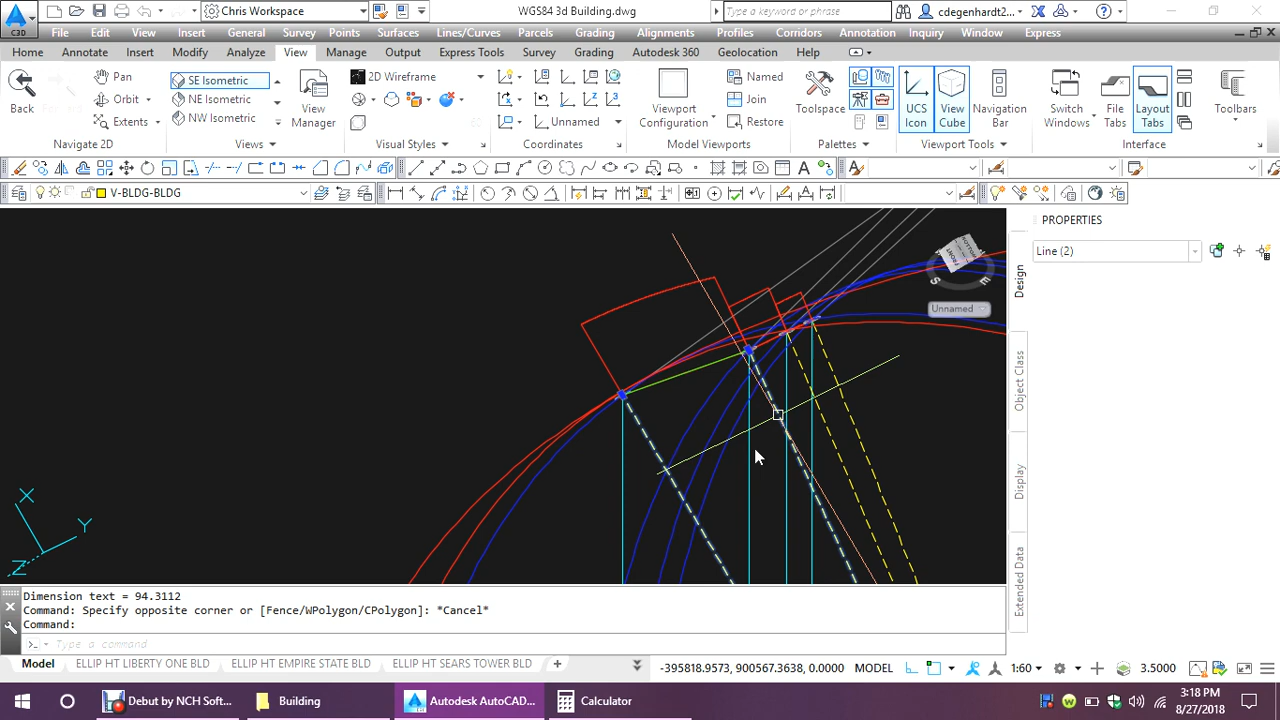 C3D
Chris Workspace
WGS84 3d Building.dwg
Type a keyword or phrase
cdegenhardt2...
File Edit View Insert General Survey Points Surfaces Lines/Curves Parcels Grading Alignments Profiles Corridors Annotation Inquiry Window Express
Home Annotate Insert Modify Analyze View Manage Output Express Tools Survey Grading Autodesk 360 Geolocation Help
Back
Pan
Orbit
Extents
Navigate 2D
SE Isometric
NE Isometric
NW Isometric
Views
View Manager
2D Wireframe
Visual Styles
Unnamed
Coordinates
Viewport Configuration
Named
Join
Restore
Model Viewports
Toolspace
Palettes
UCS Icon
View Cube
Navigation Bar
Viewport Tools
Switch Windows
File Tabs
Layout Tabs
Interface
Toolbars
V-BLDG-BLDG
PROPERTIES
Line (2)
Design
Object Class
Display
Extended Data
BOTTOM
FRONT
S
E
Unnamed
X
Y
Z
Dimension text = 94.3112
Command: Specify opposite corner or [Fence/WPolygon/CPolygon]: *Cancel*
Command:
Type a command
Model ELLIP HT LIBERTY ONE BLD ELLIP HT EMPIRE STATE BLD ELLIP HT SEARS TOWER BLD
-395818.9573, 900567.3638, 0.0000 MODEL 1:60 3.5000
Debut by NCH Soft...
Building
Autodesk AutoCAD...
Calculator
3:18 PM
8/27/2018